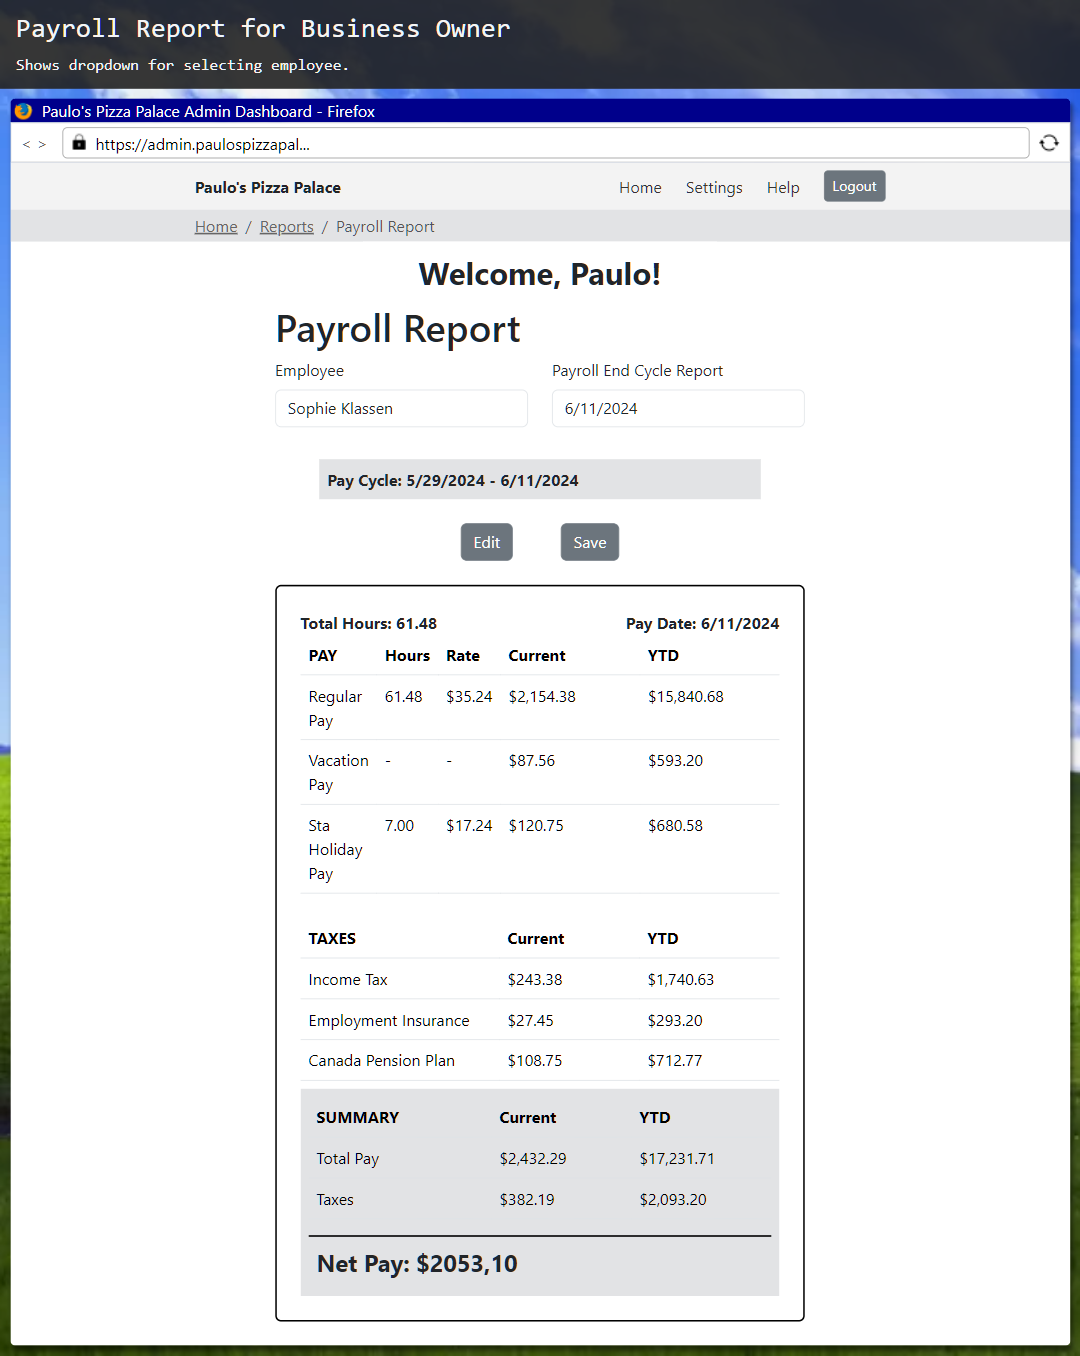 Payroll Report for Business Owner
Shows dropdown for selecting employee.
Paulo's Pizza Palace Admin Dashboard - Firefox
< > https://admin.paulospizzapal...
Paulo's Pizza Palace Home Settings Help Logout
Home / Reports / Payroll Report
Welcome, Paulo!
Payroll Report
Employee Payroll End Cycle Report
Sophie Klassen 6/11/2024
Pay Cycle: 5/29/2024 - 6/11/2024
Edit Save
Total Hours: 61.48 Pay Date: 6/11/2024
PAY Hours Rate Current YTD
Regular 61.48 $35.24 $2,154.38 $15,840.68
Pay
Vacation - - $87.56 $593.20
Pay
Sta 7.00 $17.24 $120.75 $680.58
Holiday
Pay
TAXES Current YTD
Income Tax $243.38 $1,740.63
Employment Insurance $27.45 $293.20
Canada Pension Plan $108.75 $712.77
SUMMARY Current YTD
Total Pay $2,432.29 $17,231.71
Taxes $382.19 $2,093.20
Net Pay: $2053,10